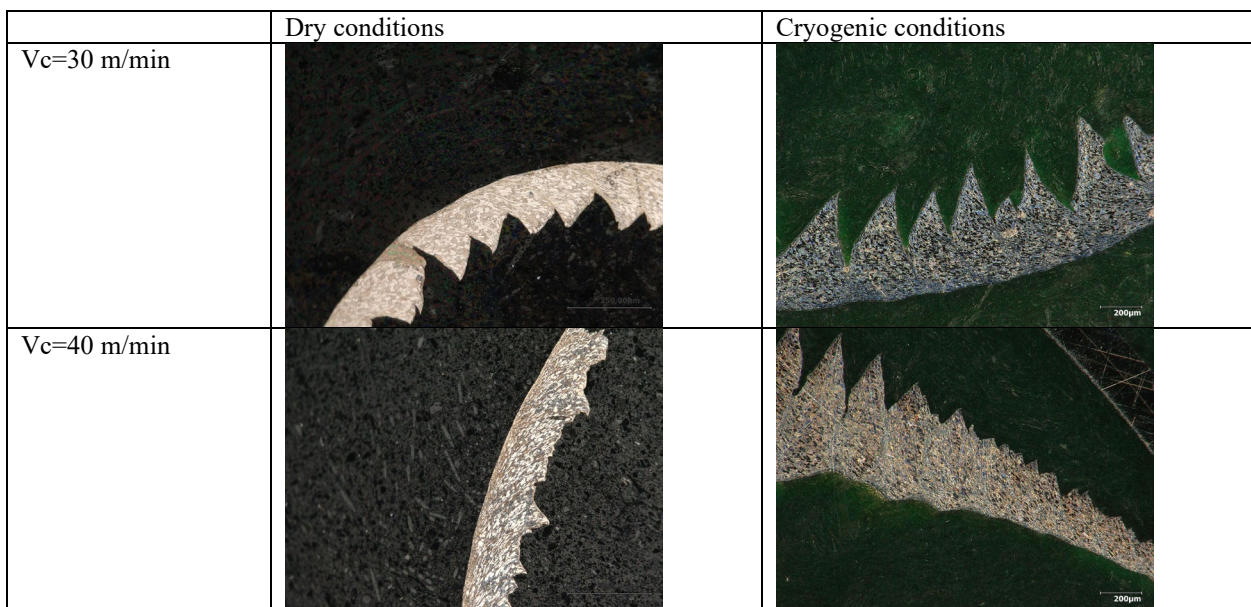 Dry conditions
Cryogenic conditions
Vc=30 m/min
200µm
Vc=40 m/min
200µm